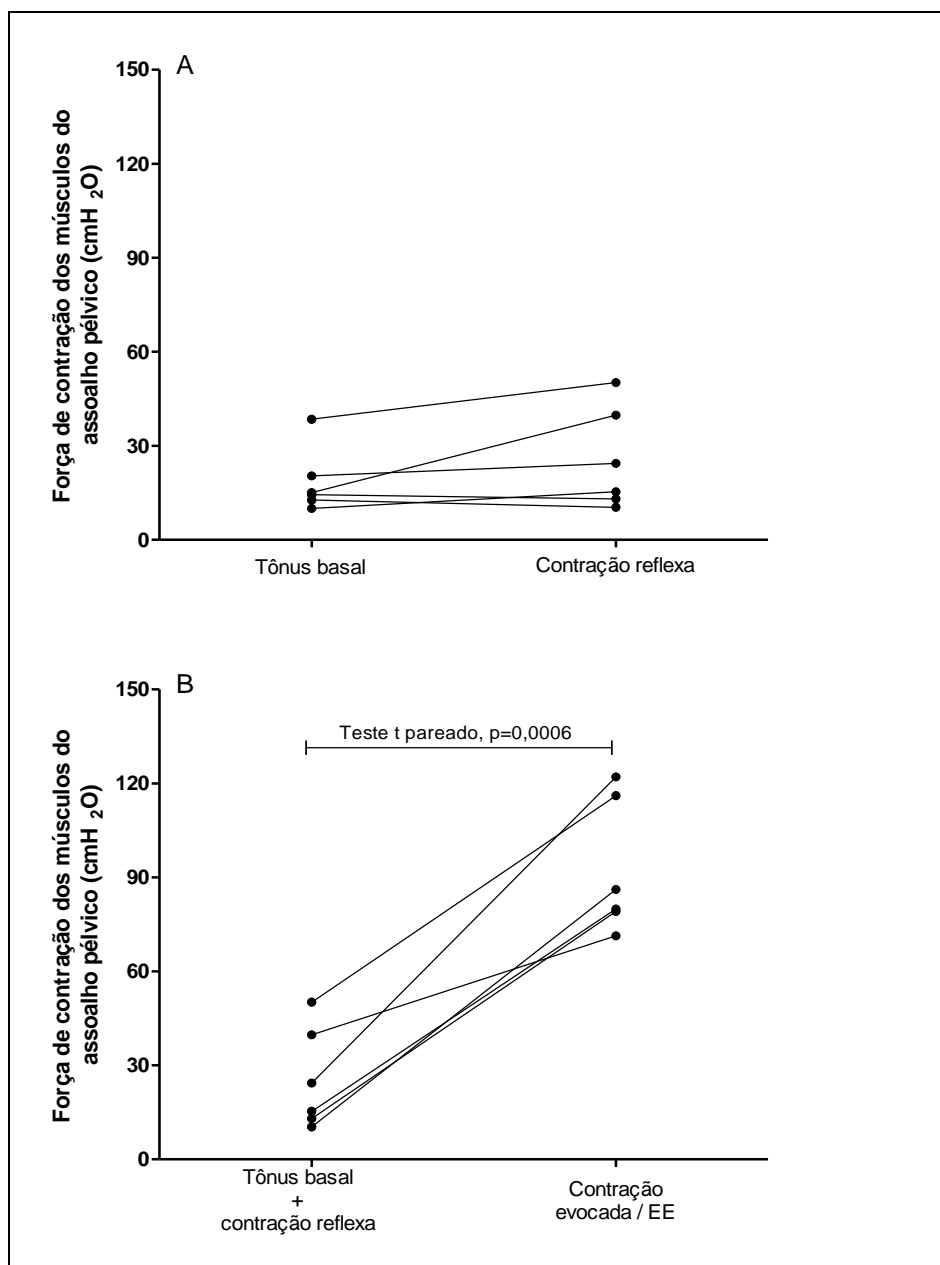 A
150
120
90
60
30
0
Força de contração dos músculos do
assoalho pélvico (cmH ₂O)
Tônus basal
Contração reflexa
B
150
120
90
60
30
0
Força de contração dos músculos do
assoalho pélvico (cmH ₂O)
Teste t pareado, p=0,0006
Tônus basal
+
contração reflexa
Contração
evocada / EE